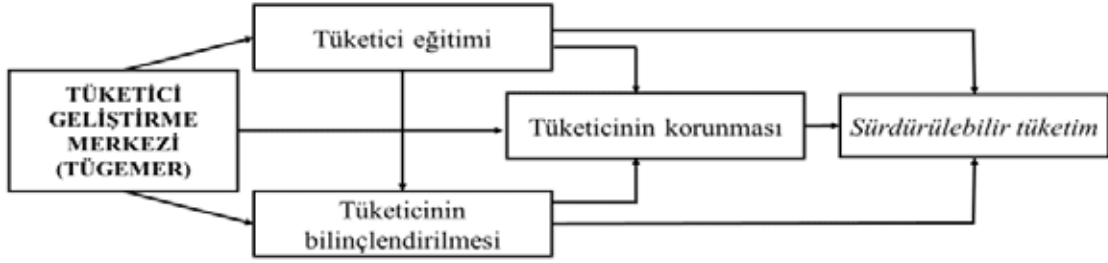 Tüketici eğitimi
TÜKETİCİ
GELİŞTİRME
MERKEZİ
(TÜGEMER)
Tüketicinin korunması
Sürdürülebilir tüketim
Tüketicinin
bilinçlendirilmesi